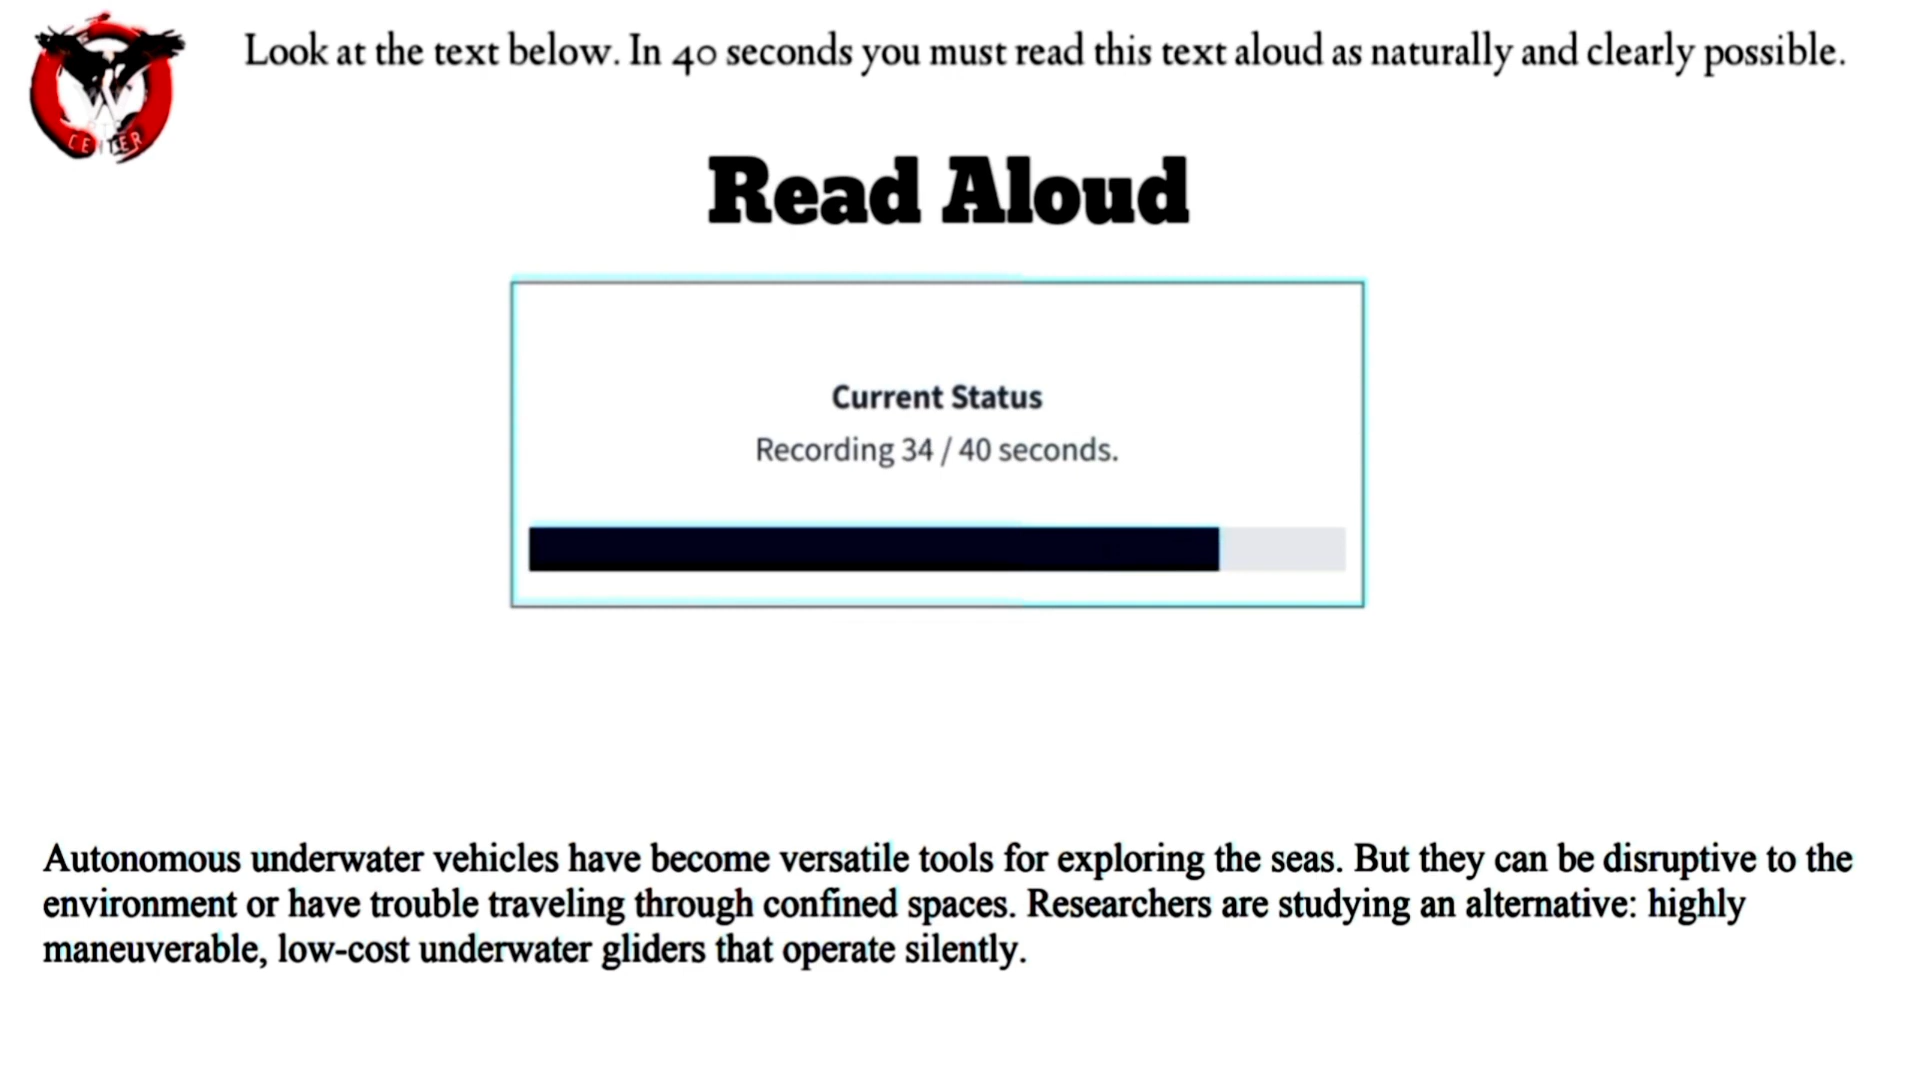 Look at the text below. In 40 seconds you must read this text aloud as naturally and clearly possible.
CENTER
Read Aloud
Current Status
Recording 34 / 40 seconds.
Autonomous underwater vehicles have become versatile tools for exploring the seas. But they can be disruptive to the
environment or have trouble traveling through confined spaces. Researchers are studying an alternative: highly
maneuverable, low-cost underwater gliders that operate silently.